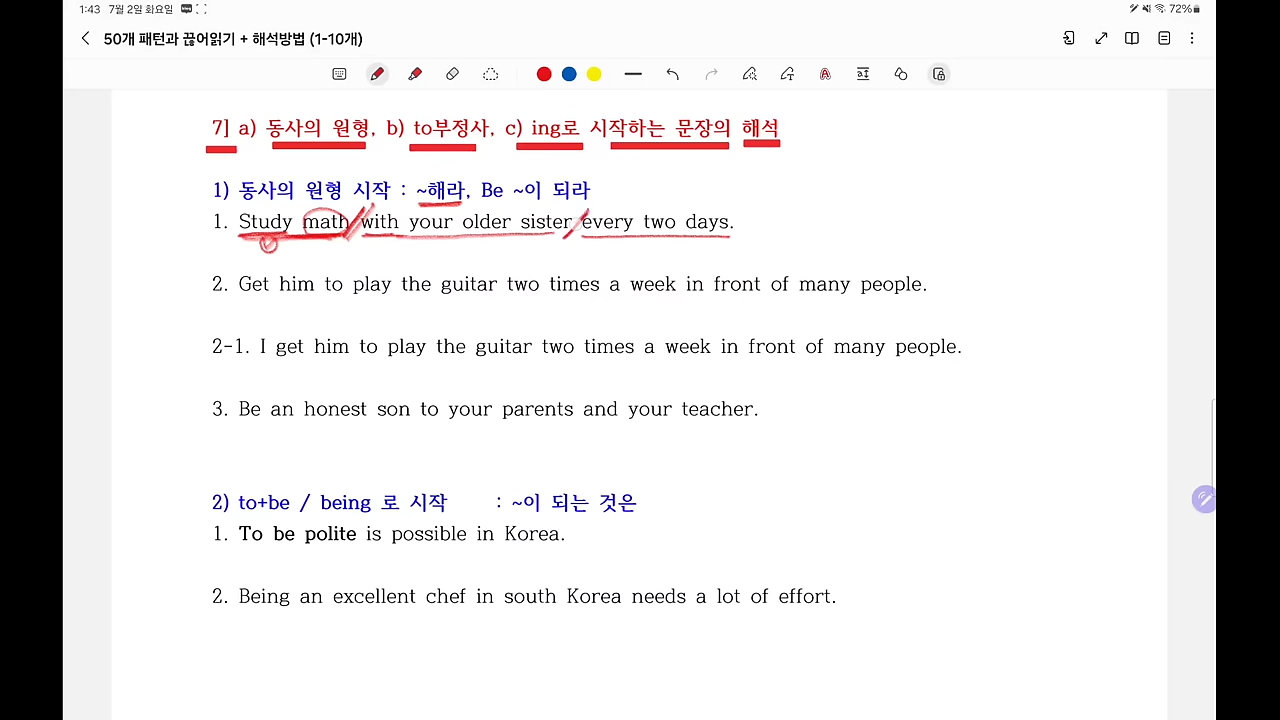 1:43 7월 2일 화요일
72%
50개 패턴과 끊어읽기 + 해석방법 (1-10개)
7] a) 동사의 원형, b) to부정사, c) ing로 시작하는 문장의 해석
1) 동사의 원형 시작 : ~해라, Be ~이 되라
1. Study math with your older sister every two days.
2. Get him to play the guitar two times a week in front of many people.
2-1. I get him to play the guitar two times a week in front of many people.
3. Be an honest son to your parents and your teacher.
2) to+be / being 로 시작 : ~이 되는 것은
1. To be polite is possible in Korea.
2. Being an excellent chef in south Korea needs a lot of effort.